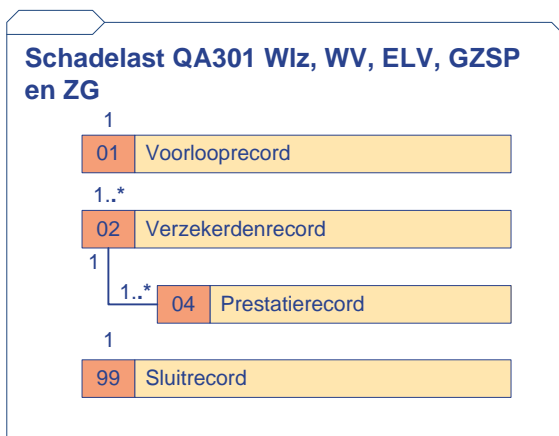 Schadelast QA301 Wlz, WV, ELV, GZSP
en ZG
1
01 Voorlooprecord
1..*
02 Verzekerdenrecord
1
1..*
04 Prestatierecord
1
99 Sluitrecord